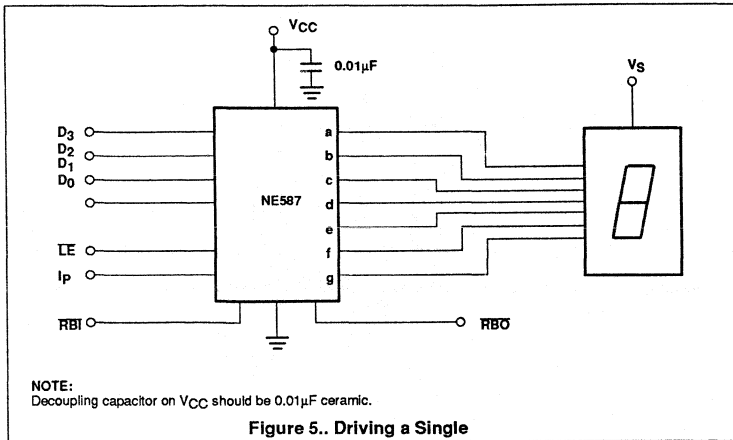 VCC
0.01µF
VS
D3
D2
D1
D0
NE587
a
b
c
d
e
f
g
LE
IP
RBI
RBO
NOTE:
Decoupling capacitor on VCC should be 0.01µF ceramic.
Figure 5.. Driving a Single